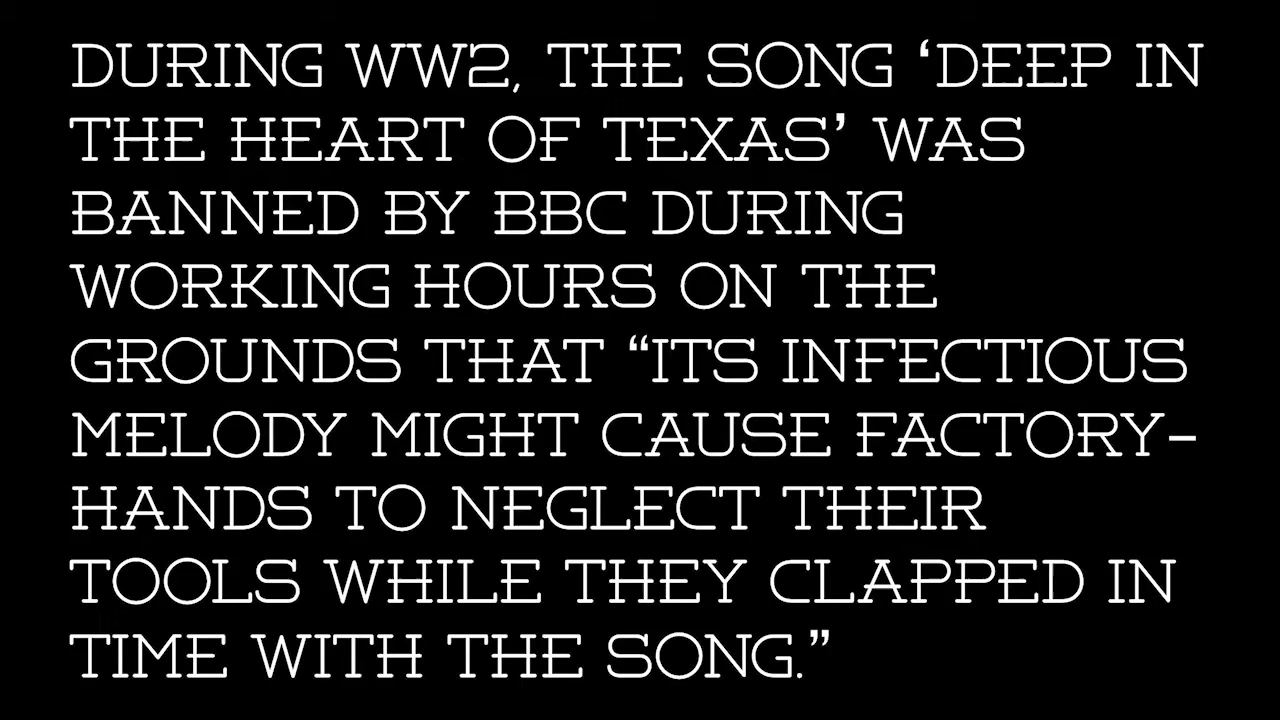 DURING WW2, THE SONG ‘DEEP IN
THE HEART OF TEXAS’ WAS
BANNED BY BBC DURING
WORKING HOURS ON THE
GROUNDS THAT “ITS INFECTIOUS
MELODY MIGHT CAUSE FACTORY-
HANDS TO NEGLECT THEIR
TOOLS WHILE THEY CLAPPED IN
TIME WITH THE SONG.”